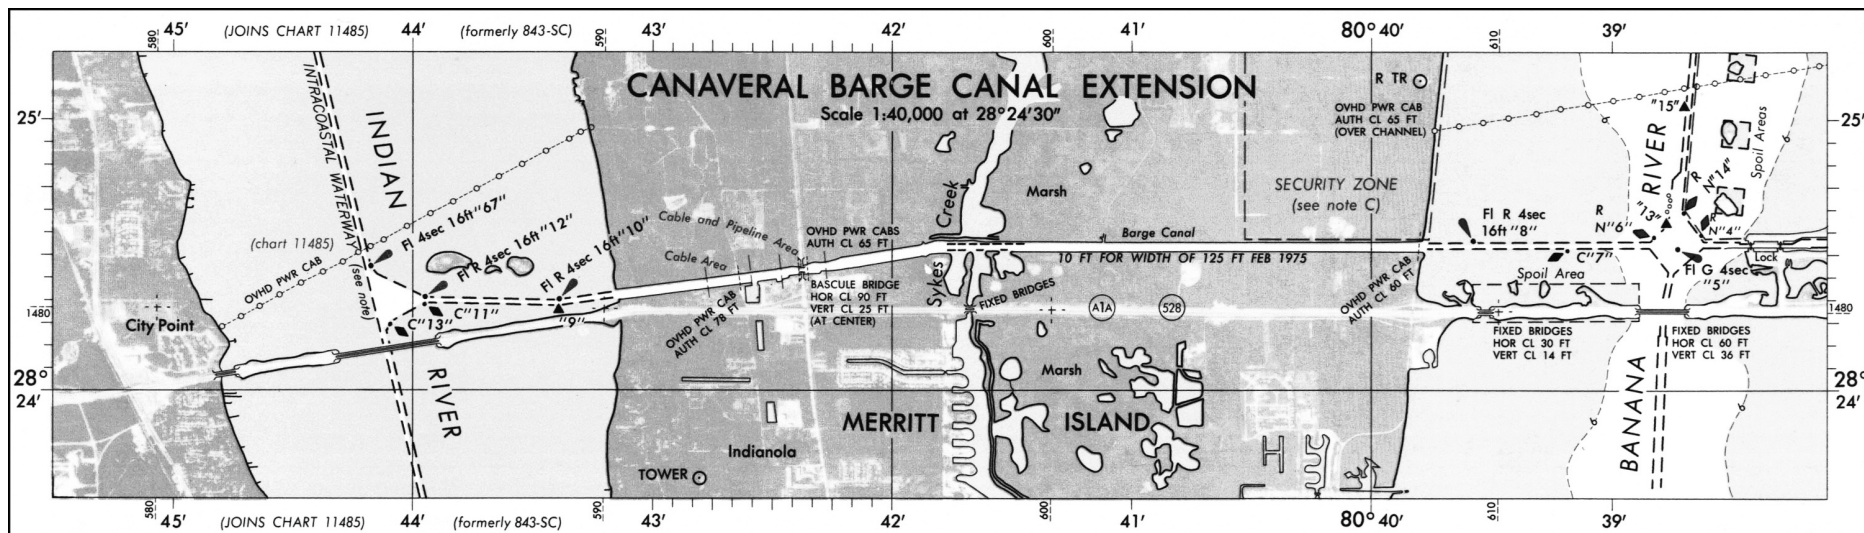 45'
(JOINS CHART 11485)
44'
(formerly 843-SC)
43'
42'
41'
80° 40'
39'
580
590
600
610
CANAVERAL BARGE CANAL EXTENSION
Scale 1:40,000 at 28°24'30"
25'
25'
INTRACOASTAL WATERWAY
(see note)
INDIAN
RIVER
(chart 11485)
OVHD PWR CAB
Fl 4sec 16ft "67"
Fl R 4sec 16ft "12"
Fl R 4sec 16ft "10"
C "13"
C "11"
"9"
City Point
1480
Cable and Pipeline Area
Cable Area
OVHD PWR CABS
AUTH CL 65 FT
BASCULE BRIDGE
HOR CL 90 FT
VERT CL 25 FT
(AT CENTER)
OVHD PWR CAB
AUTH CL 78 FT
Sykes
Creek
FIXED BRIDGES
Marsh
Barge Canal
10 FT FOR WIDTH OF 125 FT FEB 1975
A1A
528
SECURITY ZONE
(see note C)
R TR
OVHD PWR CAB
AUTH CL 65 FT
(OVER CHANNEL)
OVHD PWR CAB
AUTH CL 60 FT
Fl R 4sec
16ft "8"
R
N "6"
"13"
"15"
R
N "14"
R
N "4"
C "7"
Fl G 4sec
"5"
Lock
Spoil Area
Spoil Areas
6
6
6
6
FIXED BRIDGES
HOR CL 30 FT
VERT CL 14 FT
FIXED BRIDGES
HOR CL 60 FT
VERT CL 36 FT
BANANA
RIVER
1480
28°
24'
28°
24'
MERRITT
ISLAND
Marsh
Indianola
TOWER
580
590
600
610
45'
(JOINS CHART 11485)
44'
(formerly 843-SC)
43'
42'
41'
80° 40'
39'